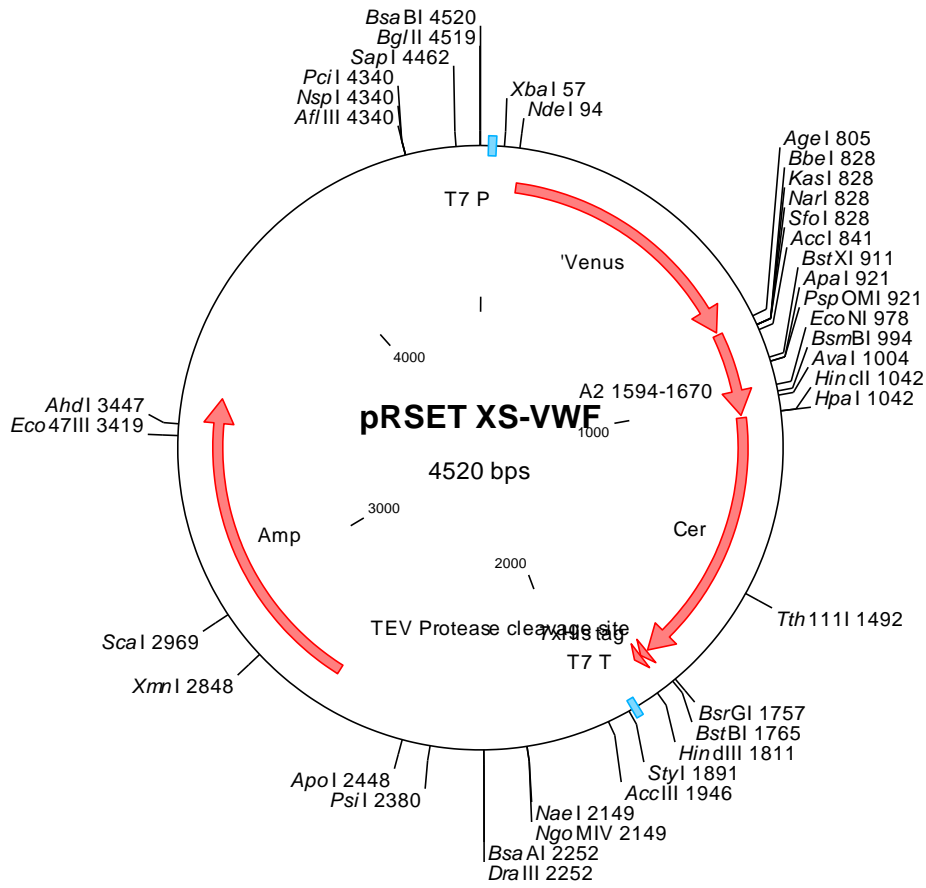 BsaBI 4520
BglII 4519
SapI 4462
PciI 4340
NspI 4340
AflIII 4340
XbaI 57
NdeI 94
AgeI 805
BbeI 828
KasI 828
NarI 828
SfoI 828
AccI 841
BstXI 911
ApaI 921
PspOMI 921
EcoNI 978
BsmBI 994
AvaI 1004
HincII 1042
HpaI 1042
T7 P
'Venus
4000
A2 1594-1670
AhdI 3447
Eco47III 3419
pRSET XS-VWF
1000
4520 bps
3000
Amp
Cer
2000
TEV Protease cleavage site
7xHis tag
T7 T
Tth111I 1492
ScaI 2969
XmnI 2848
BsrGI 1757
BstBI 1765
HindIII 1811
StyI 1891
AccIII 1946
ApoI 2448
PsiI 2380
NaeI 2149
NgoMIV 2149
BsaAI 2252
DraIII 2252